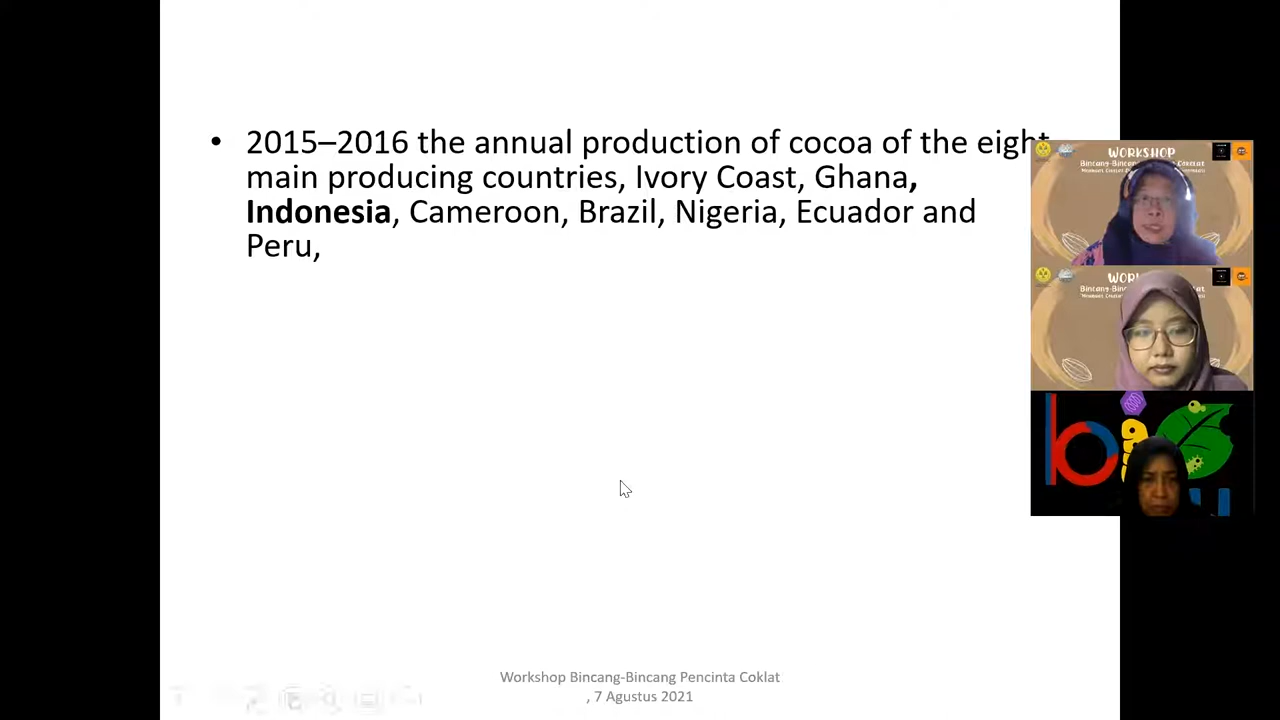 • 2015–2016 the annual production of cocoa of the eight
main producing countries, Ivory Coast, Ghana,
Indonesia, Cameroon, Brazil, Nigeria, Ecuador and
Peru,
WORKSHOP
Workshop Bincang-Bincang Pencinta Coklat
, 7 Agustus 2021